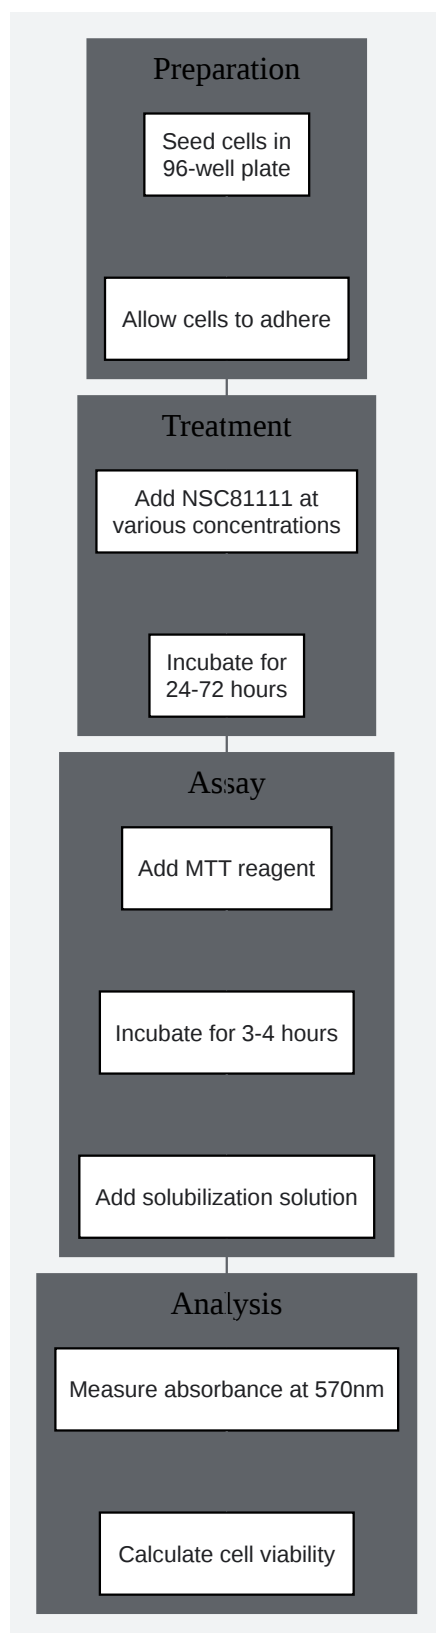 Preparation
Seed cells in
96-well plate
Allow cells to adhere
Treatment
Add NSC81111 at
various concentrations
Incubate for
24-72 hours
Assay
Add MTT reagent
Incubate for 3-4 hours
Add solubilization solution
Analysis
Measure absorbance at 570nm
Calculate cell viability